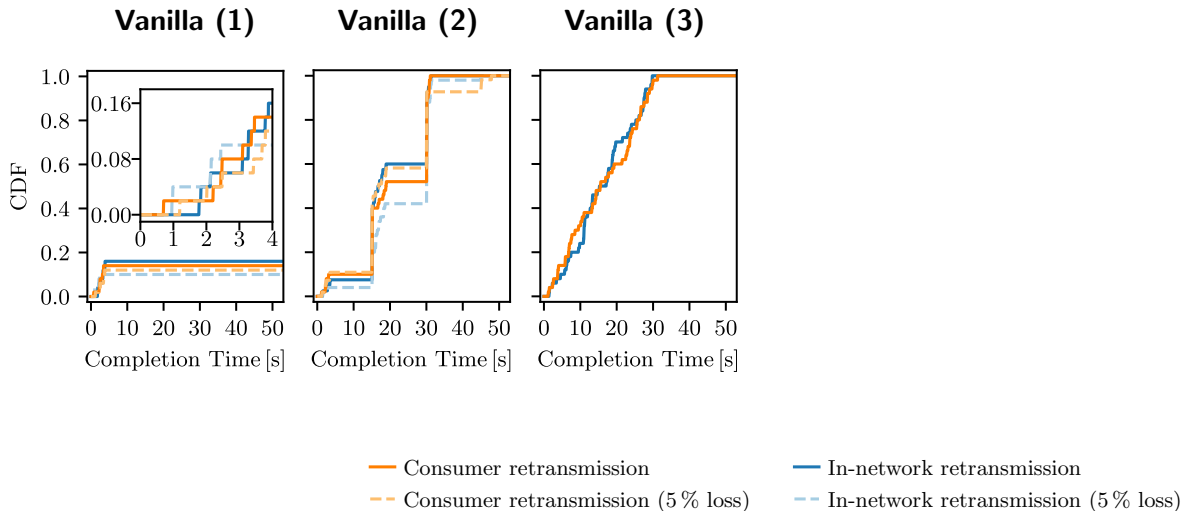 Vanilla (1) Vanilla (2) Vanilla (3)
CDF
1.0
0.8
0.6
0.4
0.2
0.0
0.16
0.08
0.00
0 1 2 3 4
0 10 20 30 40 50
0 10 20 30 40 50
0 10 20 30 40 50
Completion Time [s] Completion Time [s] Completion Time [s]
Consumer retransmission In-network retransmission
Consumer retransmission (5 % loss) In-network retransmission (5 % loss)